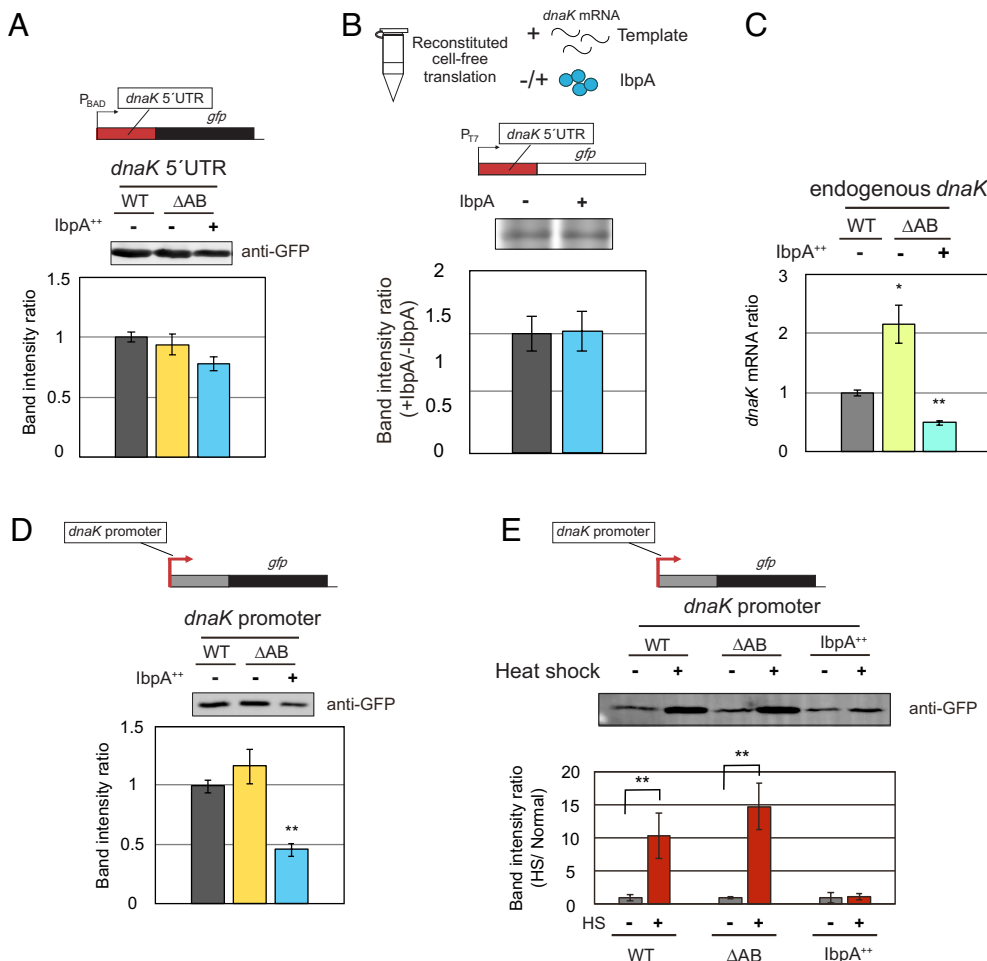 A
P_BAD
dnaK 5´UTR
gfp
dnaK 5´UTR
WT ΔAB
IbpA++ - - +
anti-GFP
1.5
1
0.5
0
Band intensity ratio
B
Reconstituted
cell-free
translation
+ dnaK mRNA
Template
-/+ IbpA
P_T7
dnaK 5´UTR
gfp
IbpA - +
2
1
1.5
0.5
0
Band intensity ratio
(+IbpA/-IbpA)
C
endogenous dnaK
WT ΔAB
IbpA++ - - +
3
2
1
0
dnaK mRNA ratio
*
**
D
dnaK promoter
gfp
dnaK promoter
WT ΔAB
IbpA++ - - +
anti-GFP
1.5
1
0.5
0
Band intensity ratio
**
E
dnaK promoter
gfp
dnaK promoter
WT ΔAB IbpA++
Heat shock - + - + - +
anti-GFP
20
15
10
5
0
Band intensity ratio
(HS/ Normal)
** **
HS - + - + - +
WT ΔAB IbpA++